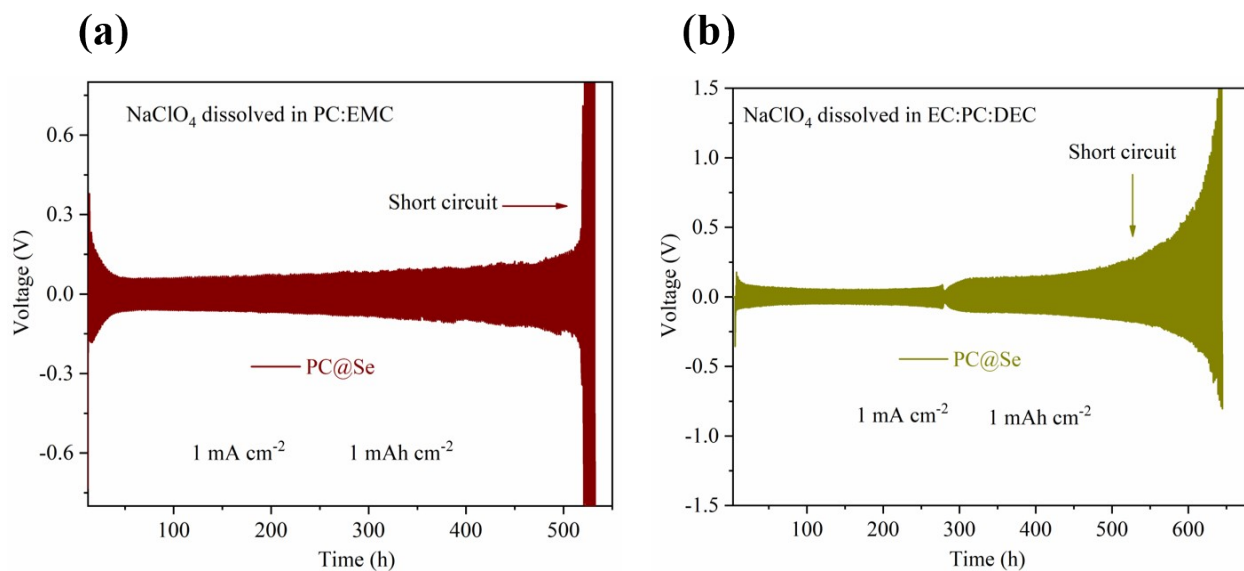 (a)
NaClO₄ dissolved in PC:EMC
0.6
0.3
0.0
-0.3
-0.6
Voltage (V)
Short circuit
PC@Se
1 mA cm⁻² 1 mAh cm⁻²
100 200 300 400 500
Time (h)
(b)
1.5
1.0
0.5
0.0
-0.5
-1.0
-1.5
Voltage (V)
NaClO₄ dissolved in EC:PC:DEC
Short circuit
PC@Se
1 mA cm⁻² 1 mAh cm⁻²
100 200 300 400 500 600
Time (h)